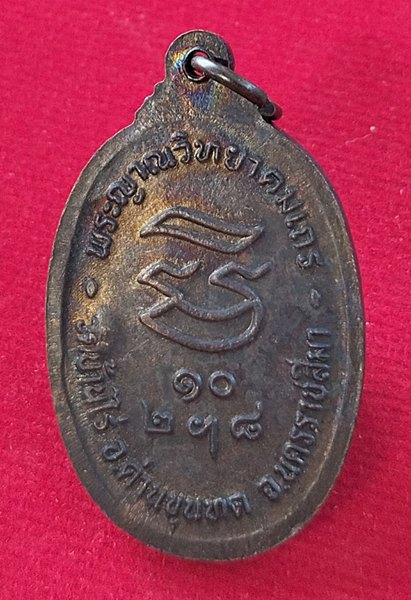 พระญาณวิทยาคมเถร
๑๐
๒ ๘
วัดบ้านไร่ อ.ด่านขุนทด จ.นครราชสีมา